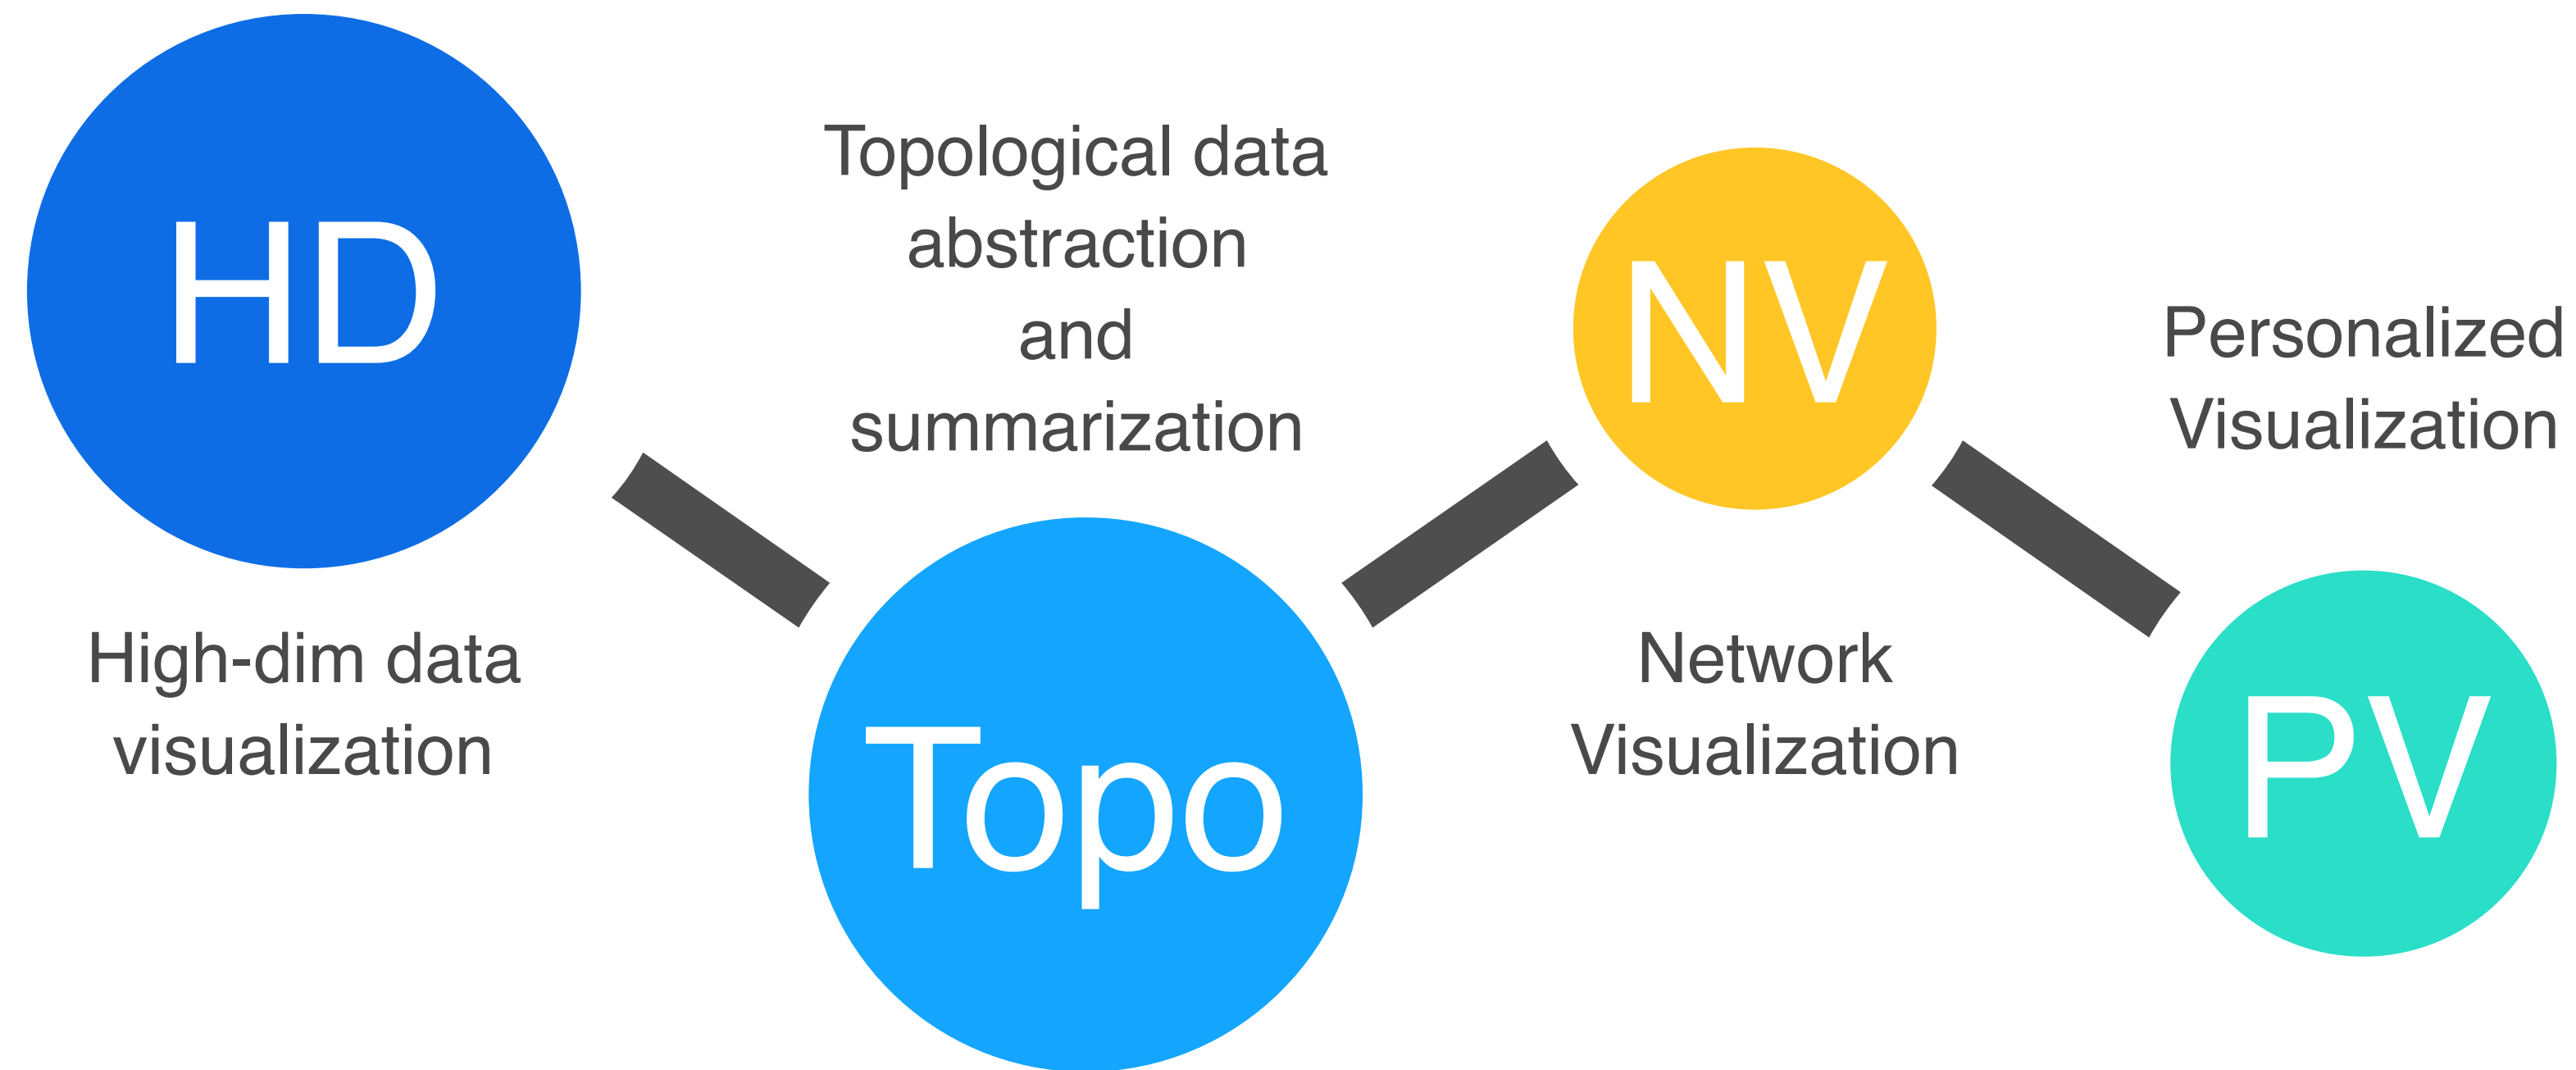 HD
High-dim data
visualization
Topological data
abstraction
and
summarization
Topo
NV
Network
Visualization
Personalized
Visualization
PV